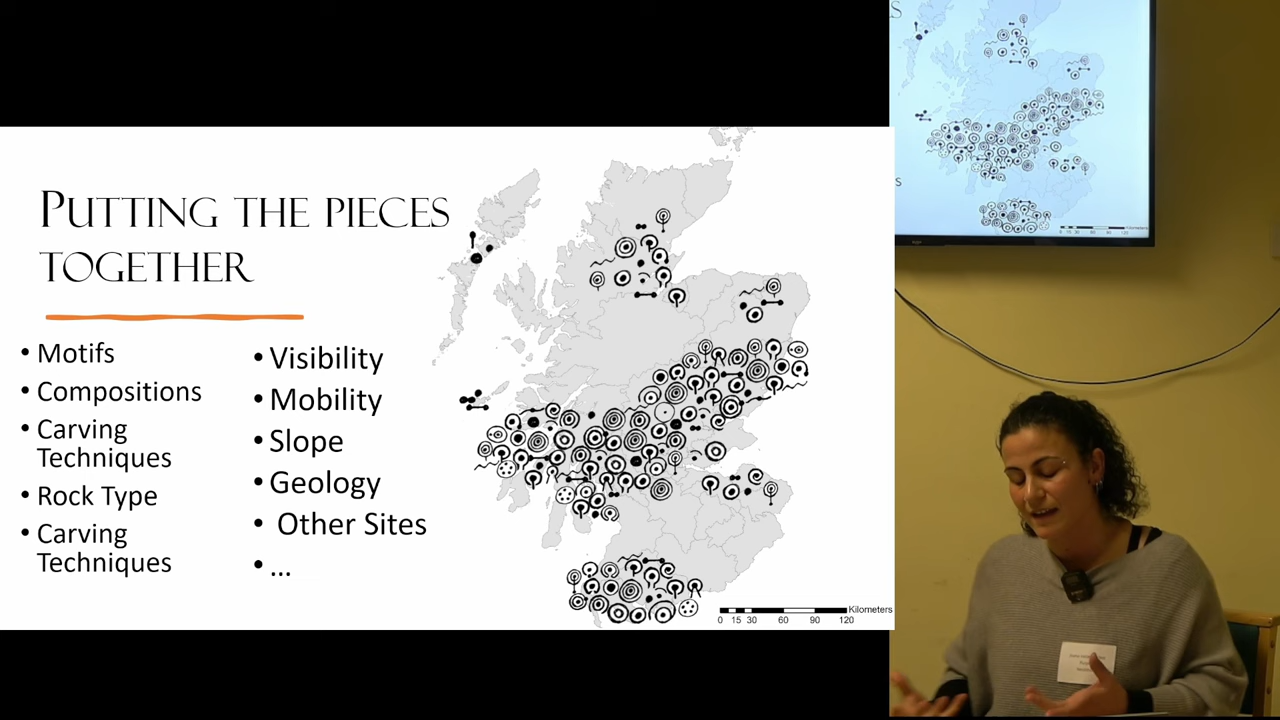 PUTTING THE PIECES
TOGETHER
• Motifs
• Compositions
• Carving
Techniques
• Rock Type
• Carving
Techniques
• Visibility
• Mobility
• Slope
• Geology
• Other Sites
• ...
Kilometers
0 15 30 60 90 120
S
S